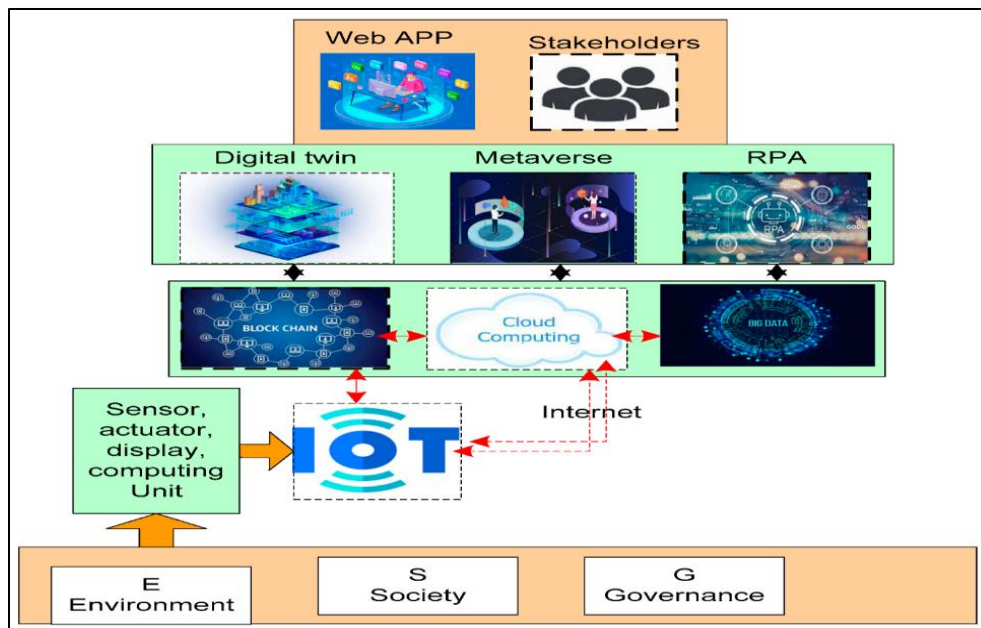 Web APP
Stakeholders
Digital twin
Metaverse
RPA
RPA
BLOCK CHAIN
Cloud
Computing
BIG DATA
Internet
Sensor,
actuator,
display,
computing
Unit
IOT
E
Environment
S
Society
G
Governance